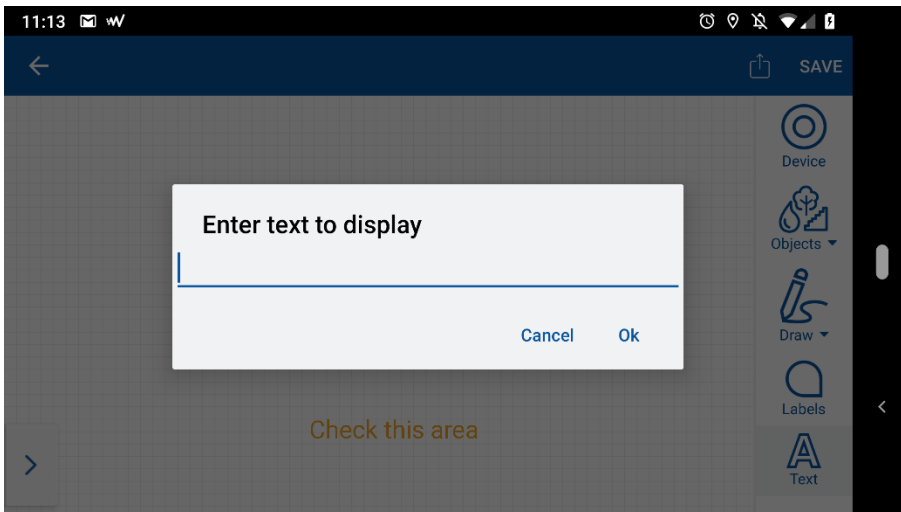 11:13
SAVE
Device
Enter text to display
Objects
Cancel Ok
Draw
Labels
Check this area
Text